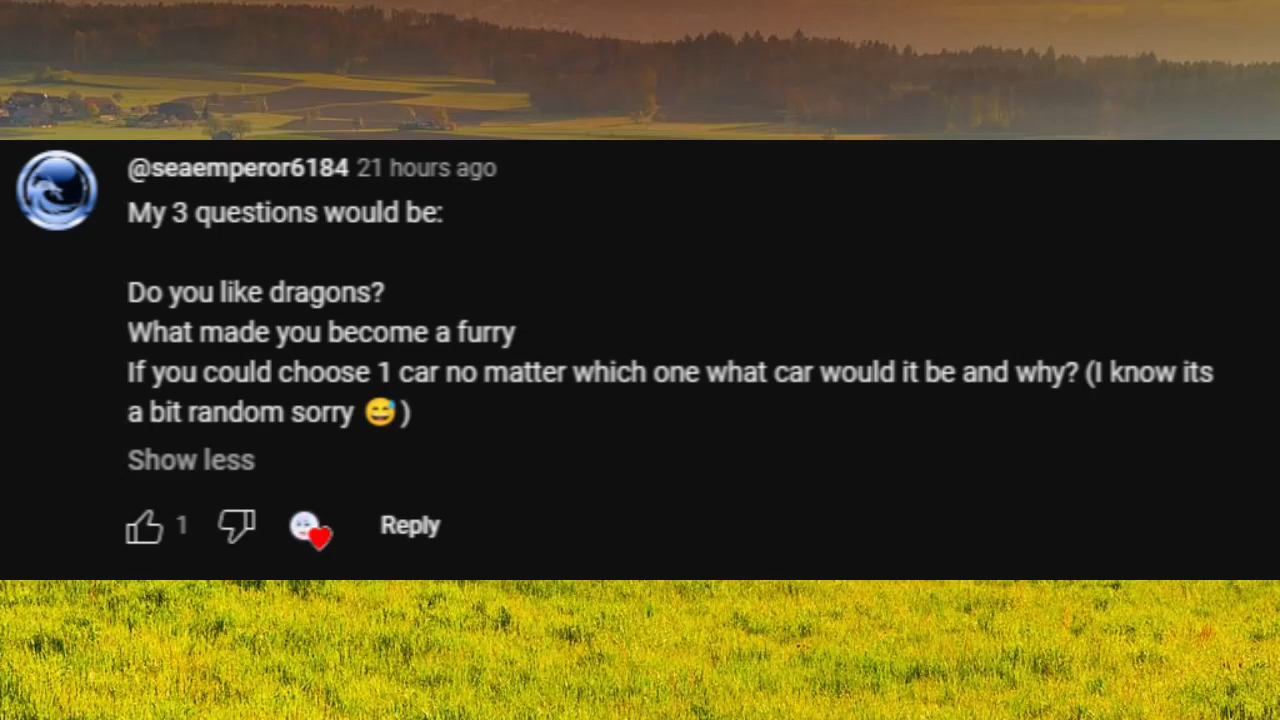 @seaemperor6184 21 hours ago
My 3 questions would be:
Do you like dragons?
What made you become a furry
If you could choose 1 car no matter which one what car would it be and why? (I know its
a bit random sorry 😅)
Show less
1
Reply